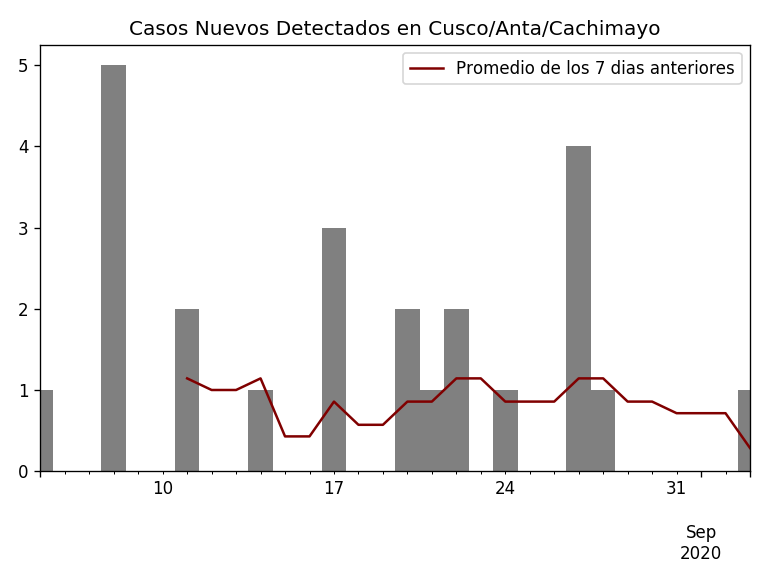 Casos Nuevos Detectados en Cusco/Anta/Cachimayo
Promedio de los 7 dias anteriores
5
4
3
2
1
0
10 17 24 31
Sep
2020